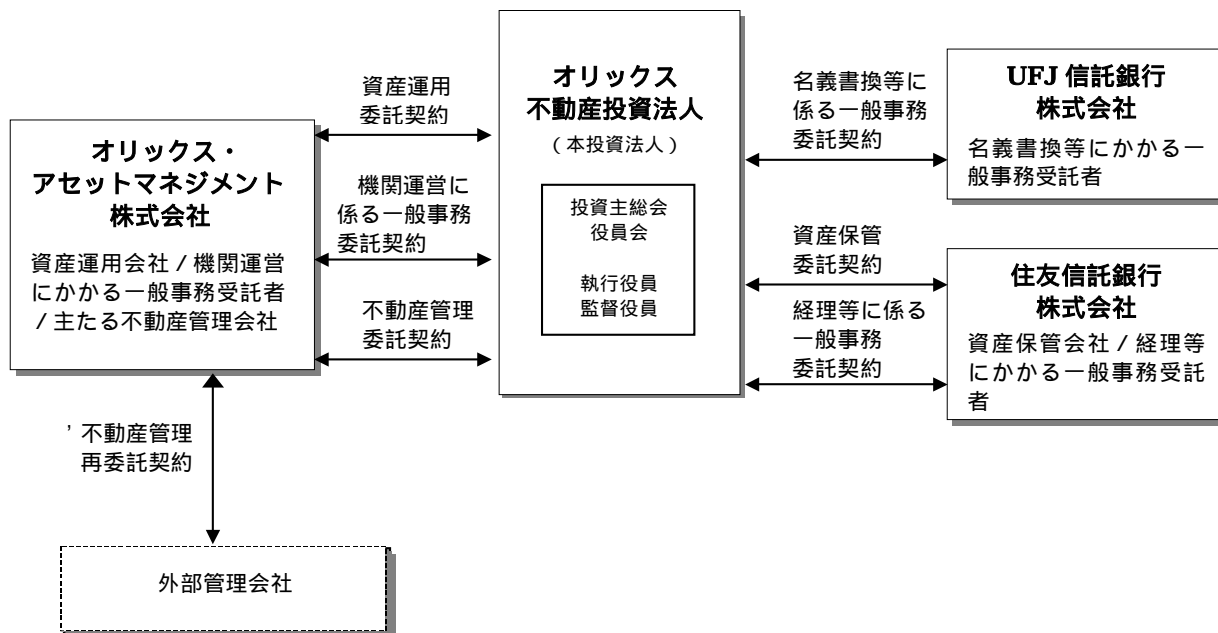 オリックス・
アセットマネジメント
株式会社
資産運用会社 / 機関運営
にかかる一般事務受託者
/ 主たる不動産管理会社
資産運用
委託契約
機関運営に
係る一般事務
委託契約
不動産管理
委託契約
オリックス
不動産投資法人
（本投資法人）
投資主総会
役員会
執行役員
監督役員
名義書換等に
係る一般事務
委託契約
資産保管
委託契約
経理等に係る
一般事務
委託契約
UFJ 信託銀行
株式会社
名義書換等にかかる一
般事務受託者
住友信託銀行
株式会社
資産保管会社 / 経理等
にかかる一般事務受託
者
’不動産管理
再委託契約
外部管理会社